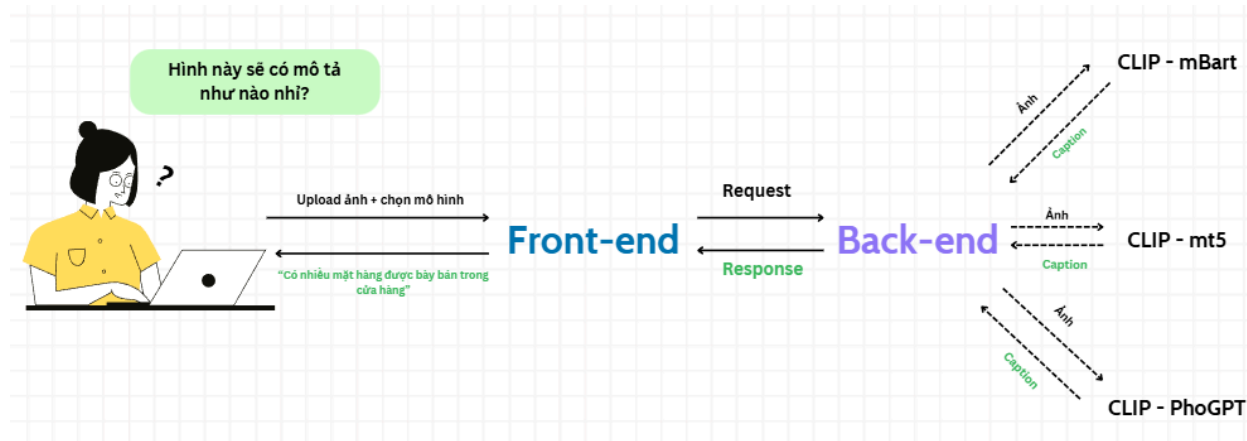 Hình này sẽ có mô tả
như nào nhỉ?
?
Upload ảnh + chọn mô hình
"Có nhiều mặt hàng được bày bán trong
cửa hàng"
Front-end
Request
Response
Back-end
Ảnh
Caption
CLIP - mBart
Ảnh
Caption
CLIP - mt5
Ảnh
Caption
CLIP - PhoGPT